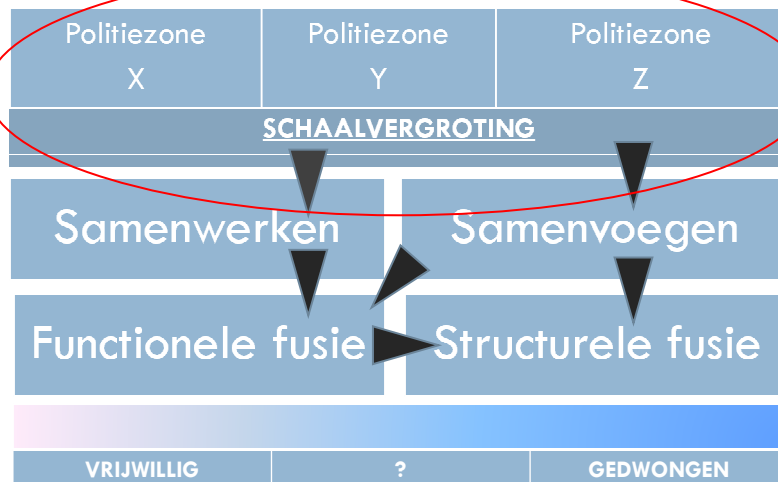 Politiezone Politiezone Politiezone
X Y Z
SCHAALVERGROTING
Samenwerken Samenvoegen
Functionele fusie Structurele fusie
VRIJWILLIG ? GEDWONGEN